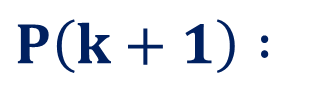 P(k + 1) :